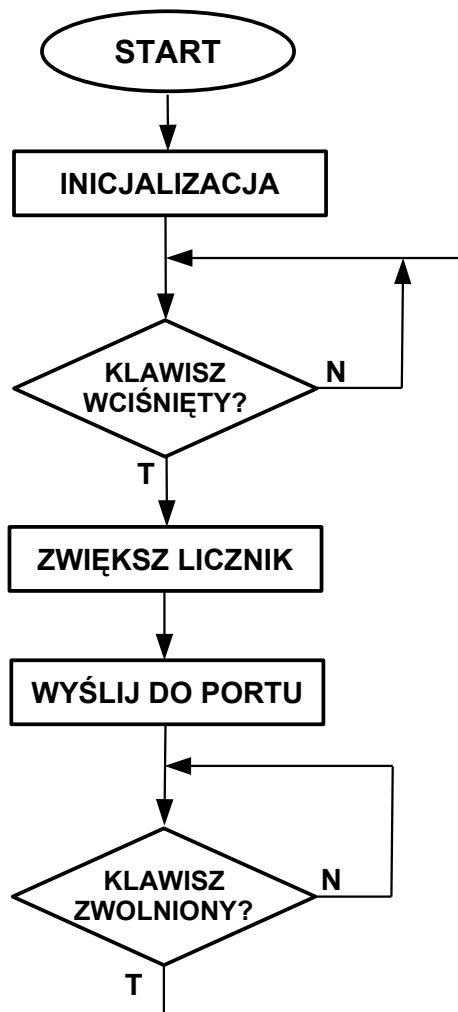 START
INICJALIZACJA
KLAWISZ
WCIŚNIĘTY?
N
T
ZWIĘKSZ LICZNIK
WYŚLIJ DO PORTU
KLAWISZ
ZWOLNIONY?
N
T